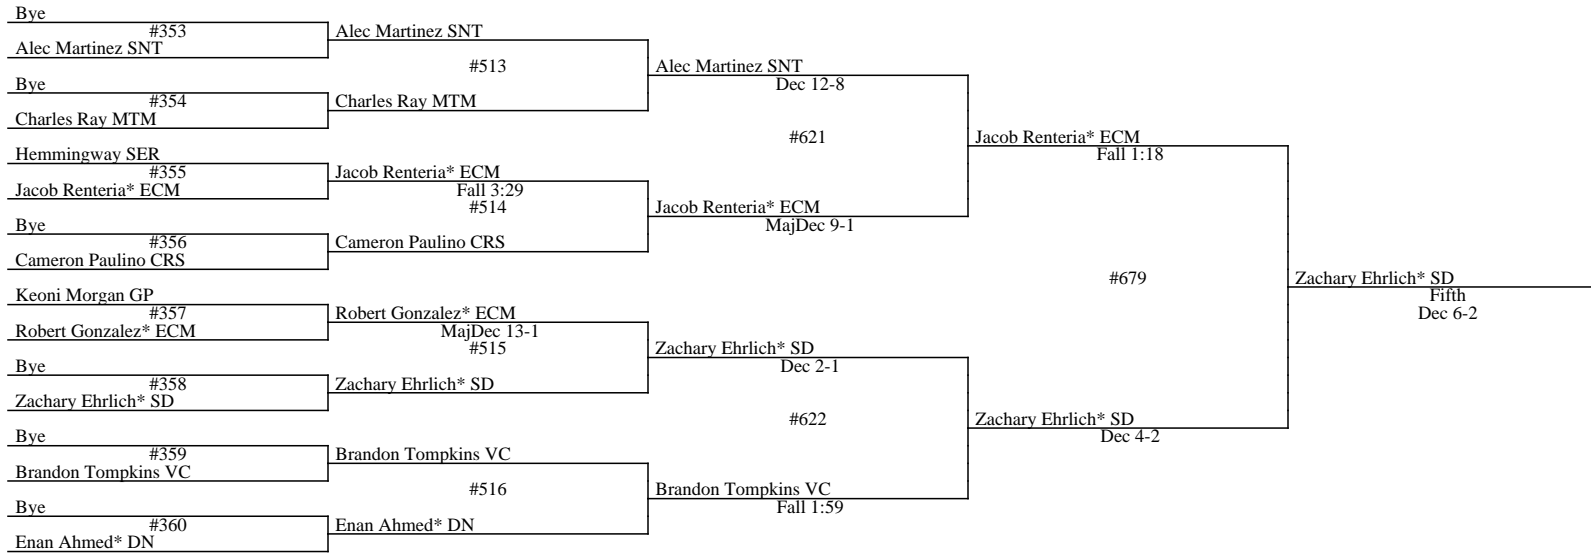 Bye
#353
Alec Martinez SNT
Bye
#354
Charles Ray MTM
Hemmingway SER
#355
Jacob Renteria* ECM
Bye
#356
Cameron Paulino CRS
Keoni Morgan GP
#357
Robert Gonzalez* ECM
Bye
#358
Zachary Ehrlich* SD
Bye
#359
Brandon Tompkins VC
Bye
#360
Enan Ahmed* DN
Alec Martinez SNT
#513
Charles Ray MTM
Jacob Renteria* ECM
Fall 3:29
#514
Cameron Paulino CRS
Robert Gonzalez* ECM
MajDec 13-1
#515
Zachary Ehrlich* SD
Brandon Tompkins VC
#516
Enan Ahmed* DN
Alec Martinez SNT
Dec 12-8
#621
Jacob Renteria* ECM
MajDec 9-1
Zachary Ehrlich* SD
Dec 2-1
#622
Brandon Tompkins VC
Fall 1:59
Jacob Renteria* ECM
Fall 1:18
#679
Zachary Ehrlich* SD
Dec 4-2
Zachary Ehrlich* SD
Fifth
Dec 6-2